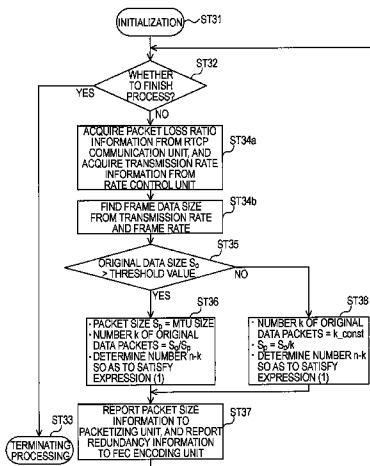 INITIALIZATION
ST31
ST32
WHETHER
TO FINISH
PROCESS?
YES
NO
ST34a
ACQUIRE PACKET LOSS RATIO
INFORMATION FROM RTCP
COMMUNICATION UNIT, AND
ACQUIRE TRANSMISSION RATE
INFORMATION FROM
RATE CONTROL UNIT
ST34b
FIND FRAME DATA SIZE
FROM TRANSMISSION RATE
AND FRAME RATE
ST35
ORIGINAL DATA SIZE So
> THRESHOLD VALUE
NO
YES
ST36
• PACKET SIZE Sp = MTU SIZE
• NUMBER k OF ORIGINAL
DATA PACKETS = So/Sp
• DETERMINE NUMBER n-k
SO AS TO SATISFY
EXPRESSION (1)
ST38
• NUMBER k OF ORIGINAL
DATA PACKETS = k_const
• Sp = So/k
• DETERMINE NUMBER n-k
SO AS TO SATISFY
EXPRESSION (1)
ST37
REPORT PACKET SIZE
INFORMATION TO
PACKETIZING UNIT, AND REPORT
REDUNDANCY INFORMATION
TO FEC ENCODING UNIT
ST33
TERMINATING
PROCESSING